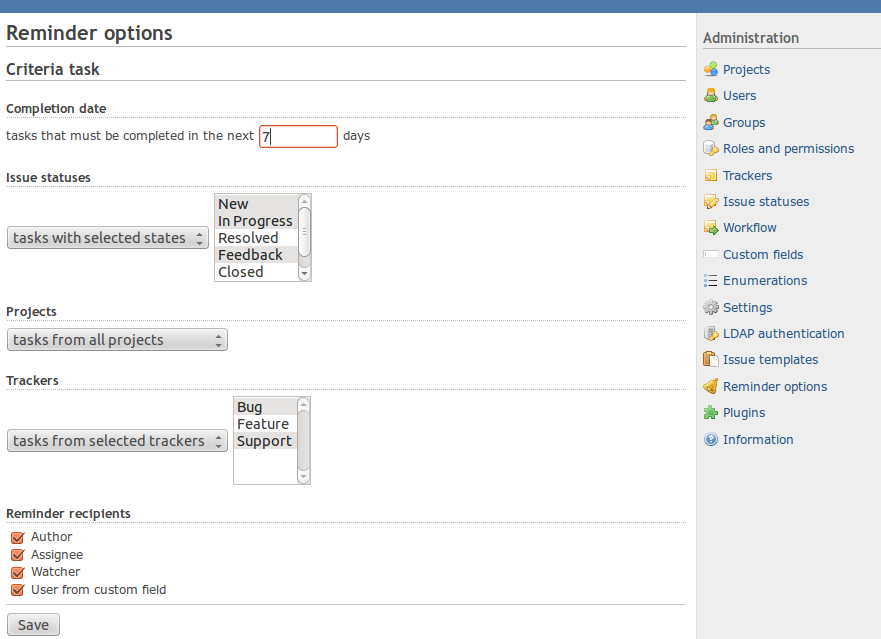 Reminder options
Criteria task
Completion date
tasks that must be completed in the next 7 days
Issue statuses
tasks with selected states
New
In Progress
Resolved
Feedback
Closed
Projects
tasks from all projects
Trackers
tasks from selected trackers
Bug
Feature
Support
Reminder recipients
Author
Assignee
Watcher
User from custom field
Save
Administration
Projects
Users
Groups
Roles and permissions
Trackers
Issue statuses
Workflow
Custom fields
Enumerations
Settings
LDAP authentication
Issue templates
Reminder options
Plugins
Information